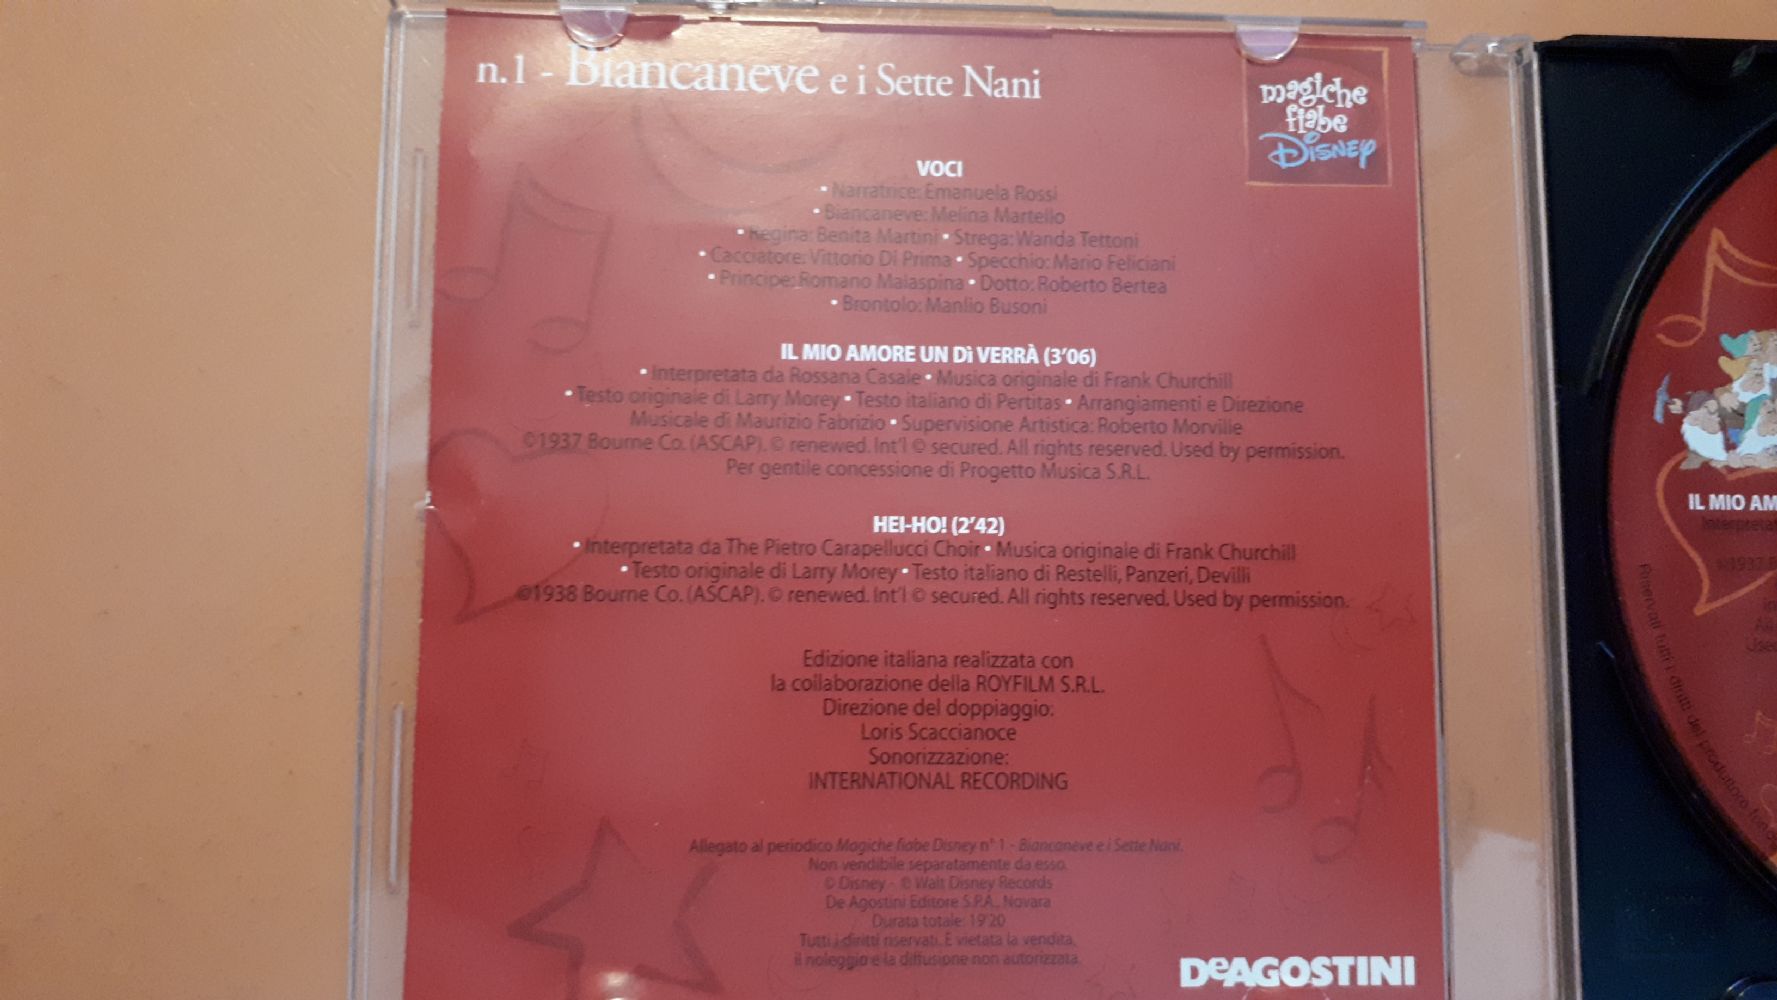 n.1 - Biancaneve e i Sette Nani
magiche
fiabe
Disney
VOCI
• Narratrice: Emanuela Rossi
• Biancaneve: Melina Martello
• Regina: Benita Martini • Strega: Wanda Tettoni
• Cacciatore: Vittorio Di Prima • Specchio: Mario Feliciani
• Principe: Romano Malaspina • Dotto: Roberto Bertea
• Brontolo: Manlio Busoni
IL MIO AMORE UN Dì VERRÀ (3'06)
• Interpretata da Rossana Casale • Musica originale di Frank Churchill
• Testo originale di Larry Morey • Testo italiano di Pertitas • Arrangiamenti e Direzione
Musicale di Maurizio Fabrizio • Supervisione Artistica: Roberto Morville
©1937 Bourne Co. (ASCAP). © renewed. Int'l © secured. All rights reserved. Used by permission.
Per gentile concessione di Progetto Musica S.R.L.
HEI-HO! (2'42)
• Interpretata da The Pietro Carapellucci Choir • Musica originale di Frank Churchill
• Testo originale di Larry Morey • Testo italiano di Restelli, Panzeri, Devilli
©1938 Bourne Co. (ASCAP). © renewed. Int'l © secured. All rights reserved. Used by permission.
Edizione italiana realizzata con
la collaborazione della ROYFILM S.R.L.
Direzione del doppiaggio:
Loris Scaccianoce
Sonorizzazione:
INTERNATIONAL RECORDING
Allegato al periodico Magiche fiabe Disney n° 1 - Biancaneve e i Sette Nani.
Non vendibile separatamente da esso.
© Disney - © Walt Disney Records
De Agostini Editore S.P.A., Novara
Durata totale: 19'20
Tutti i diritti riservati. È vietata la vendita,
il noleggio e la diffusione non autorizzata.
DeAGOSTINI
IL MIO AM
Interpretat
©1937 B
Riservati tutti i diritti del produttore